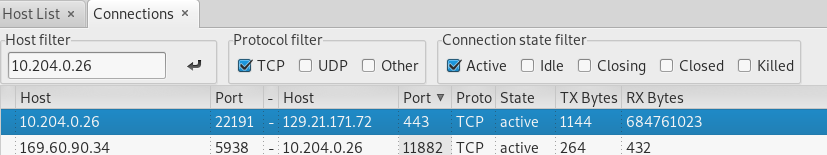 Host List × Connections ×
Host filter Protocol filter Connection state filter
10.204.0.26 TCP UDP Other Active Idle Closing Closed Killed
Host Port - Host Port Proto State TX Bytes RX Bytes
10.204.0.26 22191 - 129.21.171.72 443 TCP active 1144 684761023
169.60.90.34 5938 - 10.204.0.26 11882 TCP active 264 432